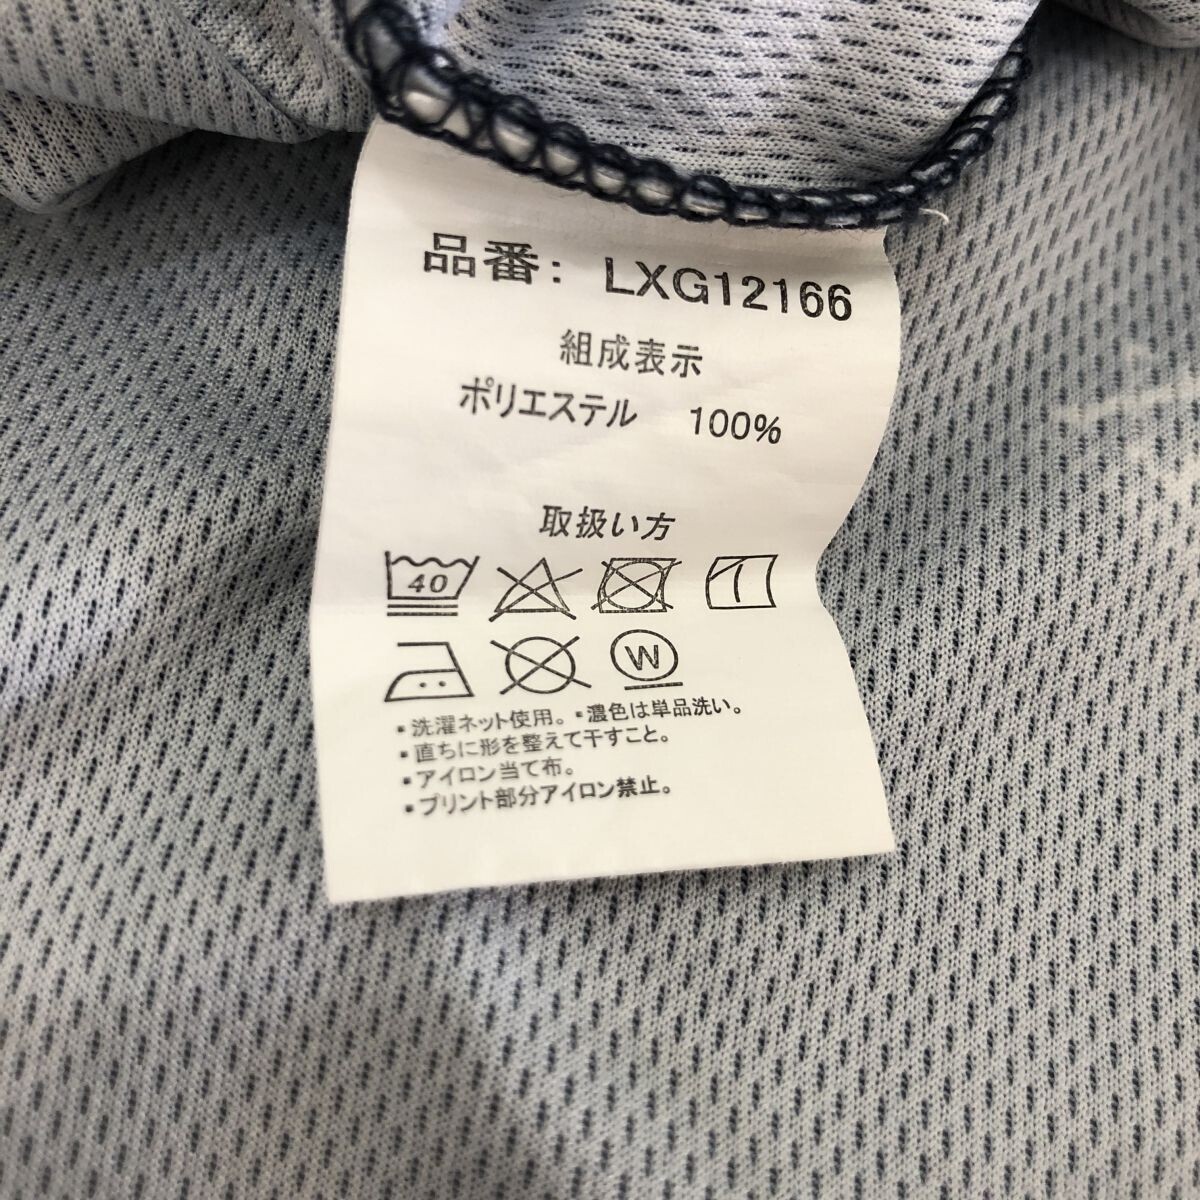 品番: LXG12166
組成表示
ポリエステル 100%
取扱い方
40
W
▪洗濯ネット使用。▪濃色は単品洗い。
▪直ちに形を整えて干すこと。
▪アイロン当て布。
▪プリント部分アイロン禁止。